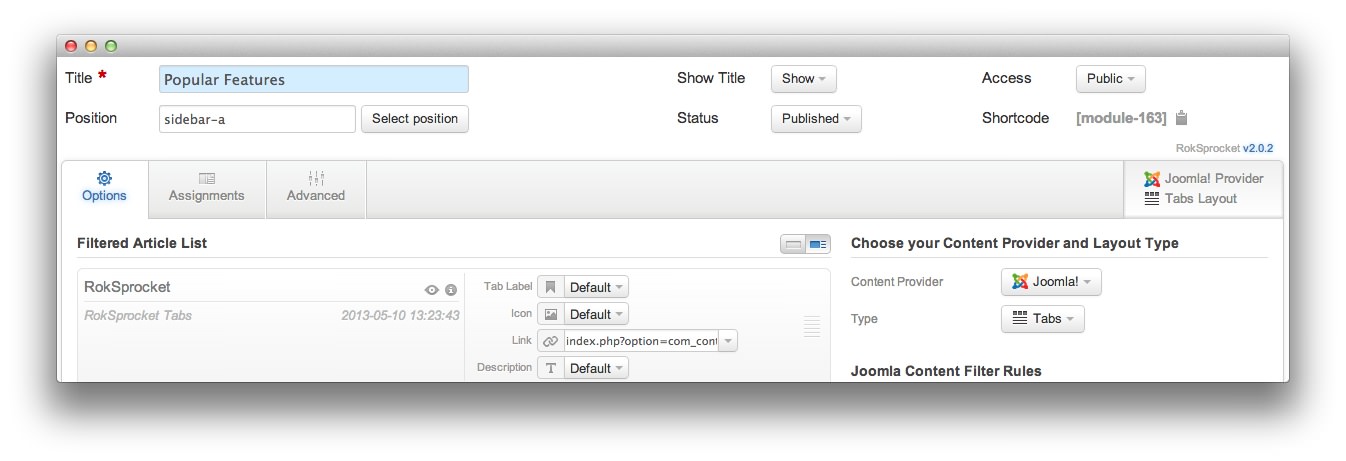 Title * Popular Features Show Title Show Access Public
Position sidebar-a Select position Status Published Shortcode [module-163]
RokSprocket v2.0.2
Options Assignments Advanced Joomla! Provider
Tabs Layout
Filtered Article List
RokSprocket
RokSprocket Tabs 2013-05-10 13:23:43
Tab Label Default
Icon Default
Link index.php?option=com_cont
Description T Default
Choose your Content Provider and Layout Type
Content Provider Joomla!
Type Tabs
Joomla Content Filter Rules